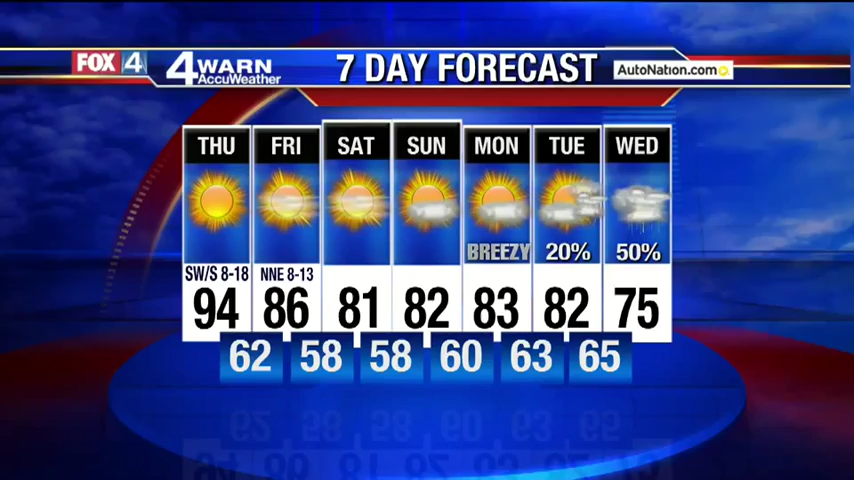 FOX 4
4WARN
AccuWeather
7 DAY FORECAST
AutoNation.com
THU FRI SAT SUN MON TUE WED
BREEZY 20% 50%
SW/S 8-18 NNE 8-13
94 86 81 82 83 82 75
62 58 58 60 63 65